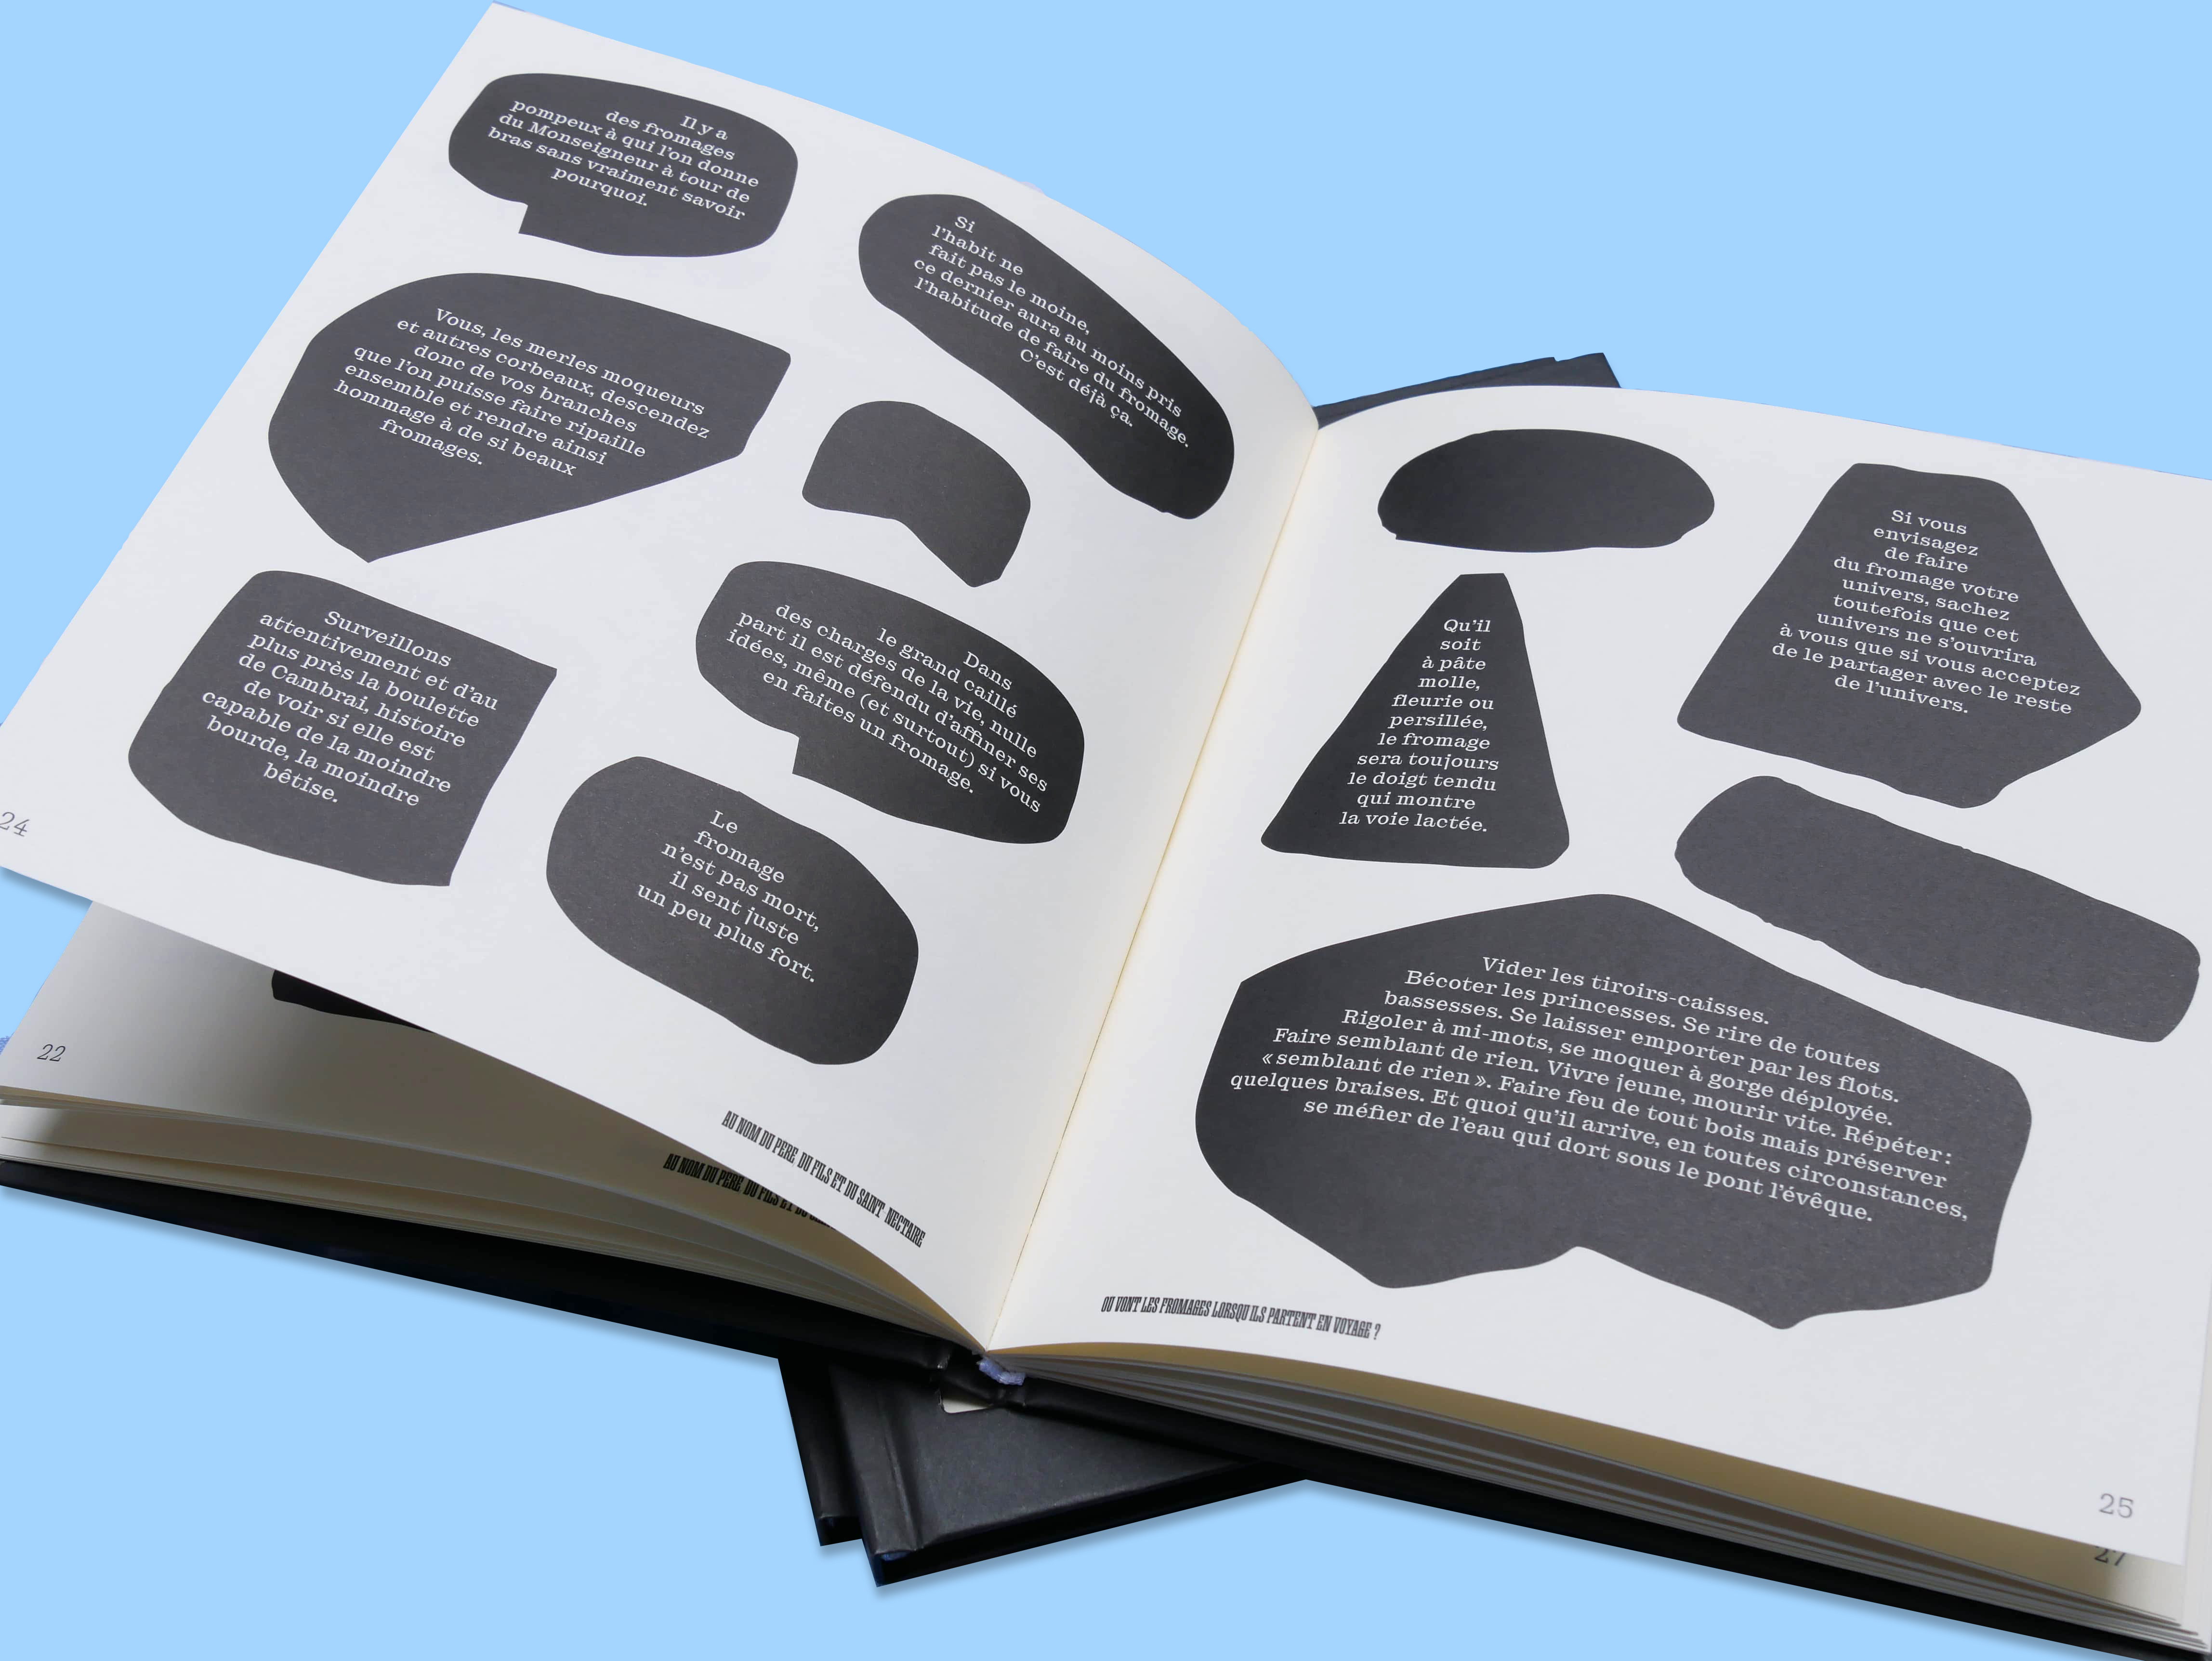 Il y a
des fromages
pompeux à qui l'on donne
du Monseigneur à tour de
bras sans vraiment savoir
pourquoi.
Si
l'habit ne
fait pas le moine,
ce dernier aura au moins pris
l'habitude de faire du fromage.
C'est déjà ça.
Vous, les merles moqueurs
et autres corbeaux, descendez
donc de vos branches
que l'on puisse faire ripaille
ensemble et rendre ainsi
hommage à de si beaux
fromages.
Surveillons
attentivement et d'au
plus près la boulette
de Cambrai, histoire
de voir si elle est
capable de la moindre
bourde, la moindre
bêtise.
Dans
le grand caillé
des charges de la vie, nulle
part il est défendu d'affiner ses
idées, même (et surtout) si vous
en faites un fromage.
Le
fromage
n'est pas mort,
il sent juste
un peu plus fort.
24
AU NOM DU PERE DU FILS ET DU SAINT NECTAIRE
22
AU NOM DU PERE DU FILS ET DU
Si vous
envisagez
de faire
du fromage votre
univers, sachez
toutefois que cet
univers ne s'ouvrira
à vous que si vous acceptez
de le partager avec le reste
de l'univers.
Qu'il
soit
à pâte
molle,
fleurie ou
persillée,
le fromage
sera toujours
le doigt tendu
qui montre
la voie lactée.
Vider les tiroirs-caisses.
Bécoter les princesses. Se rire de toutes
bassesses. Se laisser emporter par les flots.
Rigoler à mi-mots, se moquer à gorge déployée.
Faire semblant de rien. Vivre jeune, mourir vite. Répéter :
« semblant de rien ». Faire feu de tout bois mais préserver
quelques braises. Et quoi qu'il arrive, en toutes circonstances,
se méfier de l'eau qui dort sous le pont l'évêque.
OU VONT LES FROMAGES LORSQU ILS PARTENT EN VOYAGE ?
25
27